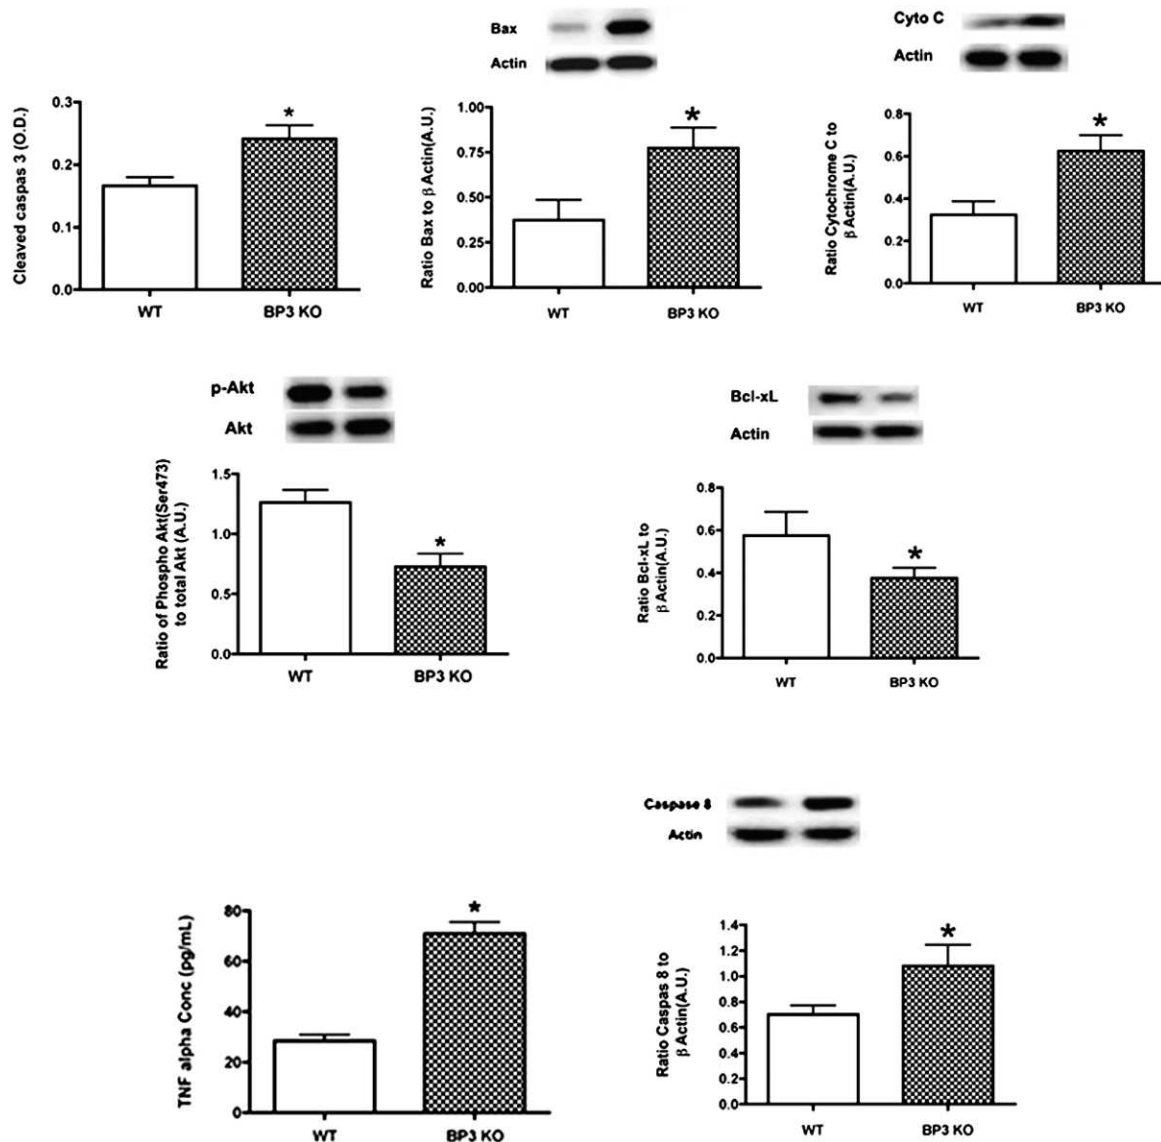 Bax
Actin
Cyto C
Actin
Cleaved caspas 3 (O.D.)
0.3
0.2
0.1
0.0
*
WT
BP3 KO
Ratio Bax to β Actin(A.U.)
1.00
0.75
0.50
0.25
0.00
*
WT
BP3 KO
Ratio Cytochrome C to
β Actin(A.U.)
0.8
0.6
0.4
0.2
0.0
*
WT
BP3 KO
p-Akt
Akt
Ratio of Phospho Akt(Ser473)
to total Akt (A.U.)
1.5
1.0
0.5
0.0
*
WT
BP3 KO
Bcl-xL
Actin
Ratio Bcl-xL to
β Actin(A.U.)
0.8
0.6
0.4
0.2
0.0
*
WT
BP3 KO
TNF alpha Conc (pg/mL)
80
60
40
20
0
*
WT
BP3 KO
Caspase 8
Actin
Ratio Caspas 8 to
β Actin(A.U.)
1.4
1.2
1.0
0.8
0.6
0.4
0.2
0.0
*
WT
BP3 KO